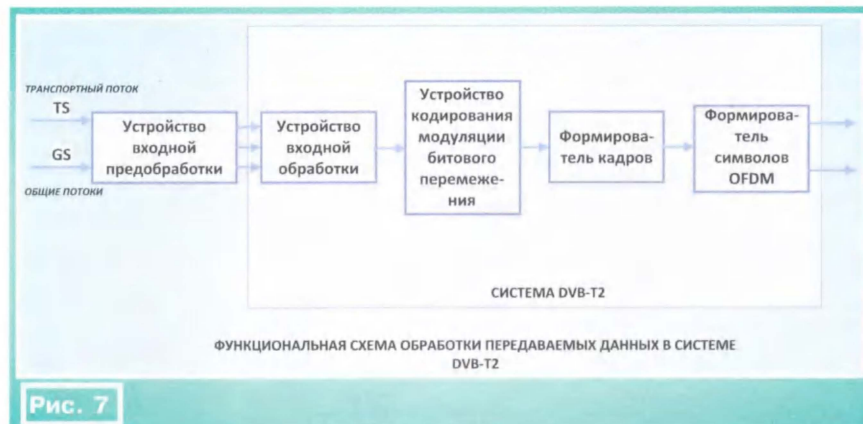 ТРАНСПОРТНЫЙ ПОТОК
TS
GS
ОБЩИЕ ПОТОКИ
Устройство
входной
предобработки
Устройство
входной
обработки
Устройство
кодирования
модуляции
битового
перемеже-
ния
Формирова-
тель кадров
Формирова-
тель
символов
OFDM
СИСТЕМА DVB-T2
ФУНКЦИОНАЛЬНАЯ СХЕМА ОБРАБОТКИ ПЕРЕДАВАЕМЫХ ДАННЫХ В СИСТЕМЕ
DVB-T2
Рис. 7